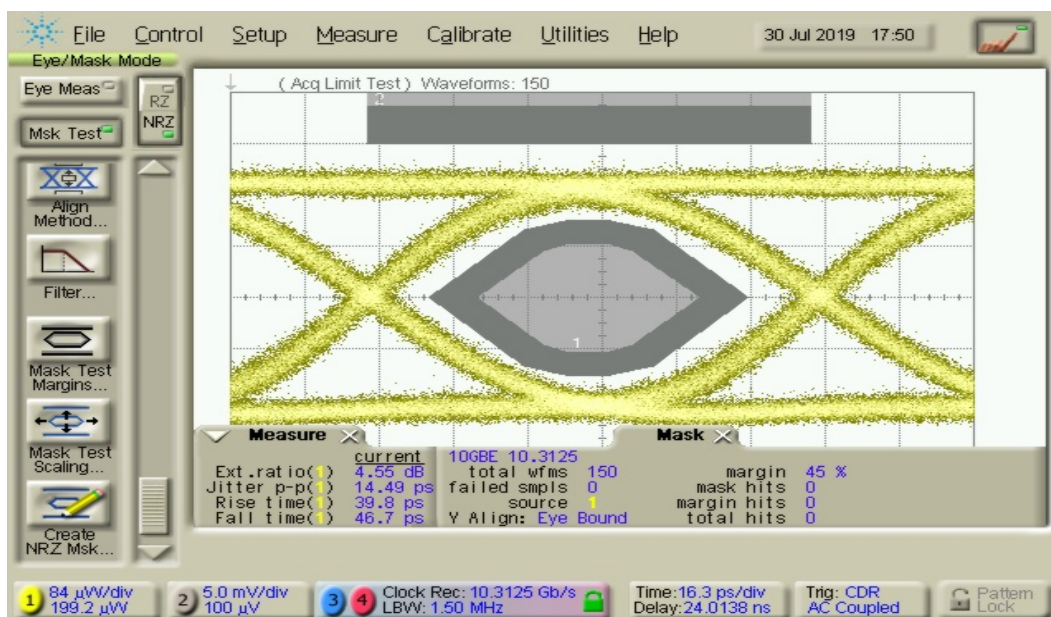 File Control Setup Measure Calibrate Utilities Help 30 Jul 2019 17:50
Eye/Mask Mode
Eye Meas
RZ
NRZ
Msk Test
Align
Method...
Filter...
Mask Test
Margins...
Mask Test
Scaling...
Create
NRZ Msk...
( Acq Limit Test ) Waveforms: 150
2
1
Measure
current
Ext.ratio(1) 4.55 dB
Jitter p-p(1) 14.49 ps
Rise time(1) 39.8 ps
Fall time(1) 46.7 ps
Mask
10GBE 10.3125
total wfms 150 margin 45 %
failed smpls 0 mask hits 0
source 1 margin hits 0
Y Align: Eye Bound total hits 0
1 84 µW/div
199.2 µW
2 5.0 mV/div
100 µV
3 4 Clock Rec: 10.3125 Gb/s
LBW: 1.50 MHz
Time:16.3 ps/div
Delay:24.0138 ns
Trig: CDR
AC Coupled
Pattern
Lock